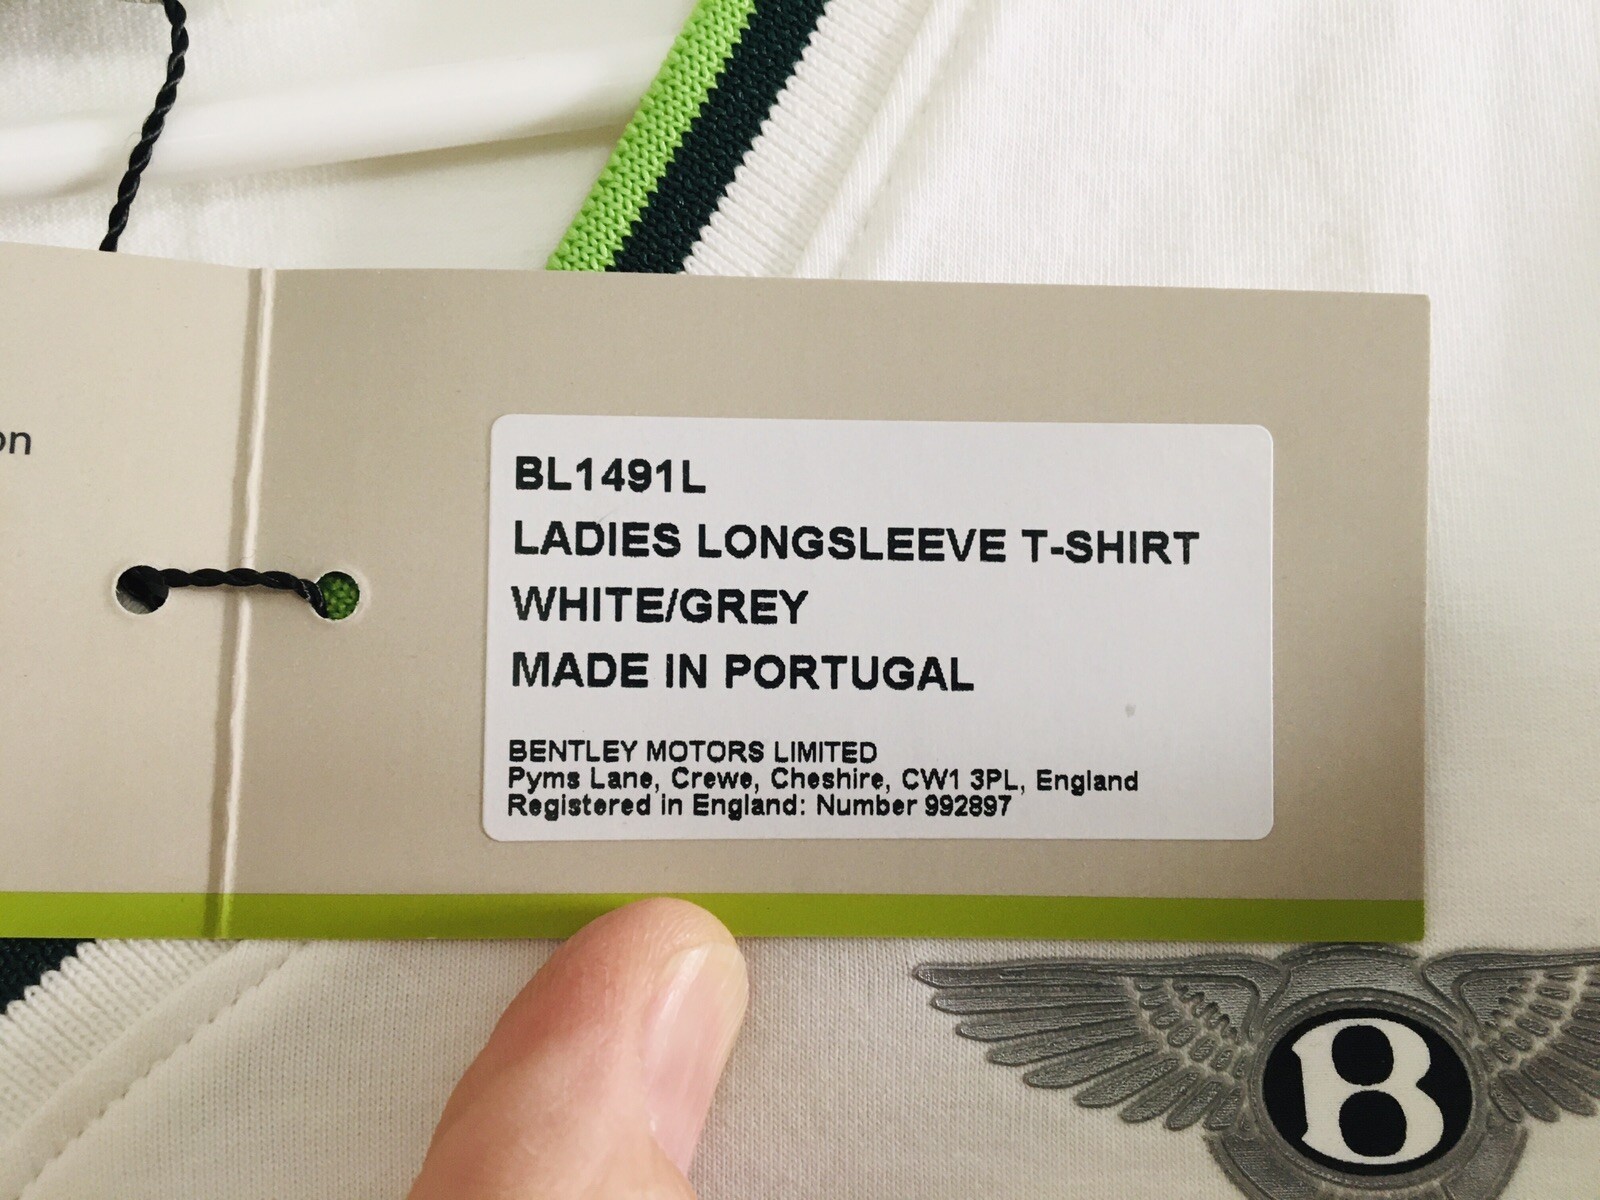 on
BL1491L
LADIES LONGSLEEVE T-SHIRT
WHITE/GREY
MADE IN PORTUGAL
BENTLEY MOTORS LIMITED
Pyms Lane, Crewe, Cheshire, CW1 3PL, England
Registered in England: Number 992897
B